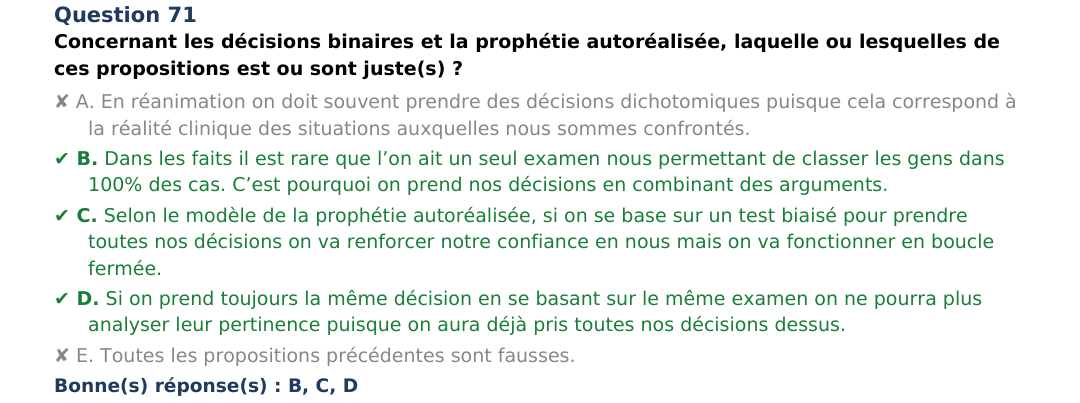 Question 71
Concernant les décisions binaires et la prophétie autoréalisée, laquelle ou lesquelles de
ces propositions est ou sont juste(s) ?
✘ A. En réanimation on doit souvent prendre des décisions dichotomiques puisque cela correspond à
la réalité clinique des situations auxquelles nous sommes confrontés.
✔ B. Dans les faits il est rare que l’on ait un seul examen nous permettant de classer les gens dans
100% des cas. C’est pourquoi on prend nos décisions en combinant des arguments.
✔ C. Selon le modèle de la prophétie autoréalisée, si on se base sur un test biaisé pour prendre
toutes nos décisions on va renforcer notre confiance en nous mais on va fonctionner en boucle
fermée.
✔ D. Si on prend toujours la même décision en se basant sur le même examen on ne pourra plus
analyser leur pertinence puisque on aura déjà pris toutes nos décisions dessus.
✘ E. Toutes les propositions précédentes sont fausses.
Bonne(s) réponse(s) : B, C, D